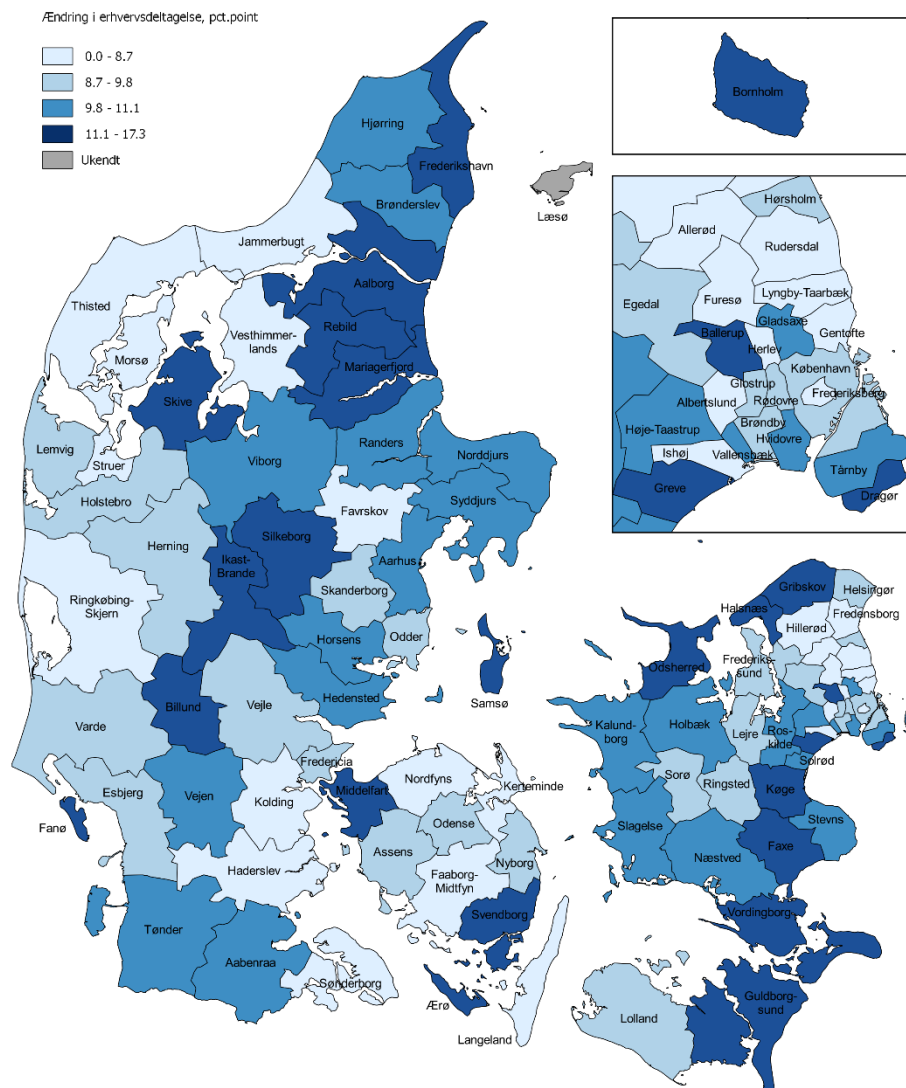 Ændring i erhvervsdeltagelse, pct.point
0.0 - 8.7
8.7 - 9.8
9.8 - 11.1
11.1 - 17.3
Ukendt
Hjørring
Frederikshavn
Brønderslev
Læsø
Jammerbugt
Aalborg
Thisted
Vesthimmer-
lands
Rebild
Morsø
Mariagerfjord
Skive
Lemvig
Struer
Viborg
Randers
Norddjurs
Holstebro
Syddjurs
Favrskov
Herning
Silkeborg
Ikast-
Brande
Aarhus
Skanderborg
Ringkøbing-
Skjern
Horsens
Odder
Hedensted
Samsø
Billund
Vejle
Varde
Fredericia
Esbjerg
Vejen
Kolding
Middelfart
Nordfyns
Kerteminde
Fanø
Odense
Assens
Nyborg
Haderslev
Faaborg-
Midtfyn
Svendborg
Tønder
Aabenraa
Sønderborg
Ærø
Langeland
Bornholm
Hørsholm
Allerød
Rudersdal
Egedal
Furesø
Lyngby-Taarbæk
Gladsaxe
Ballerup
Gentofte
Herlev
København
Glostrup
Albertslund
Rødovre
Frederiksberg
Høje-Taastrup
Brøndby
Hvidovre
Ishøj
Vallensbæk
Greve
Tårnby
Dragør
Gribskov
Helsingør
Halsnæs
Fredensborg
Hillerød
Odsherred
Frederiks-
sund
Kalund-
borg
Holbæk
Lejre
Ros-
kilde
Solrød
Sorø
Ringsted
Køge
Slagelse
Stevns
Næstved
Faxe
Vordingborg
Guldborg-
sund
Lolland